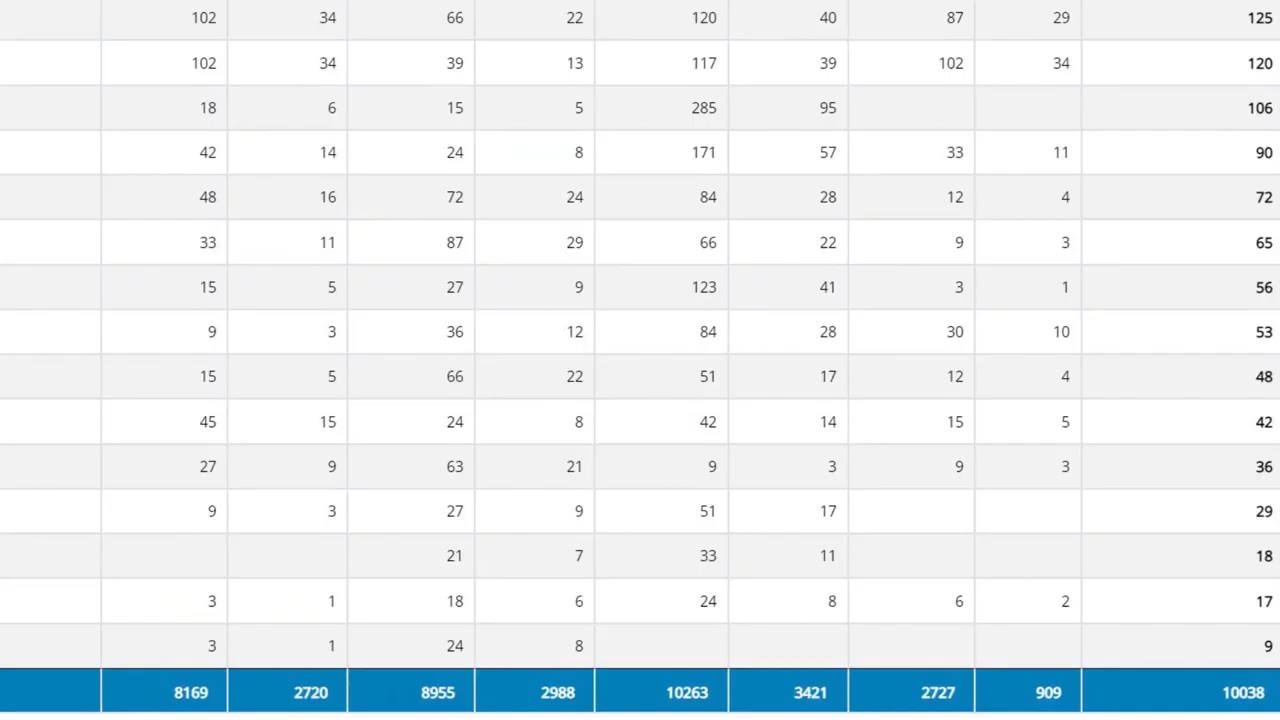 102 34 66 22 120 40 87 29 125
102 34 39 13 117 39 102 34 120
18 6 15 5 285 95 106
42 14 24 8 171 57 33 11 90
48 16 72 24 84 28 12 4 72
33 11 87 29 66 22 9 3 65
15 5 27 9 123 41 3 1 56
9 3 36 12 84 28 30 10 53
15 5 66 22 51 17 12 4 48
45 15 24 8 42 14 15 5 42
27 9 63 21 9 3 9 3 36
9 3 27 9 51 17 29
21 7 33 11 18
3 1 18 6 24 8 6 2 17
3 1 24 8 9
8169 2720 8955 2988 10263 3421 2727 909 10038